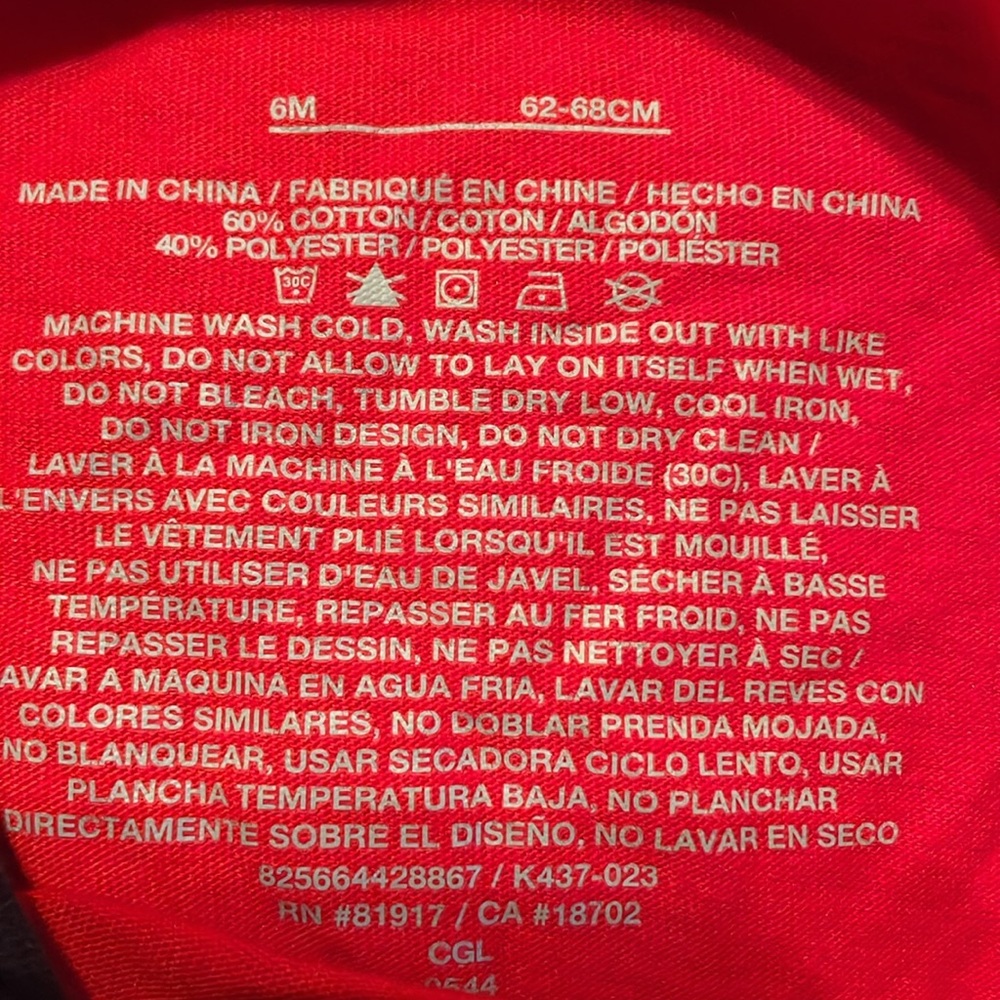 6M 62-68CM
MADE IN CHINA / FABRIQUÉ EN CHINE / HECHO EN CHINA
60% COTTON / COTON / ALGODÓN
40% POLYESTER / POLYESTER / POLIÉSTER
30C
MACHINE WASH COLD, WASH INSIDE OUT WITH LIKE
COLORS, DO NOT ALLOW TO LAY ON ITSELF WHEN WET,
DO NOT BLEACH, TUMBLE DRY LOW, COOL IRON,
DO NOT IRON DESIGN, DO NOT DRY CLEAN /
LAVER À LA MACHINE À L'EAU FROIDE (30C), LAVER À
L'ENVERS AVEC COULEURS SIMILAIRES, NE PAS LAISSER
LE VÊTEMENT PLIÉ LORSQU'IL EST MOUILLÉ,
NE PAS UTILISER D'EAU DE JAVEL, SÉCHER À BASSE
TEMPÉRATURE, REPASSER AU FER FROID, NE PAS
REPASSER LE DESSIN, NE PAS NETTOYER À SEC /
AVAR A MAQUINA EN AGUA FRIA, LAVAR DEL REVES CON
COLORES SIMILARES, NO DOBLAR PRENDA MOJADA,
NO BLANQUEAR, USAR SECADORA CICLO LENTO, USAR
PLANCHA TEMPERATURA BAJA, NO PLANCHAR
DIRECTAMENTE SOBRE EL DISEÑO, NO LAVAR EN SECO
825664428867 / K437-023
RN #81917 / CA #18702
CGL